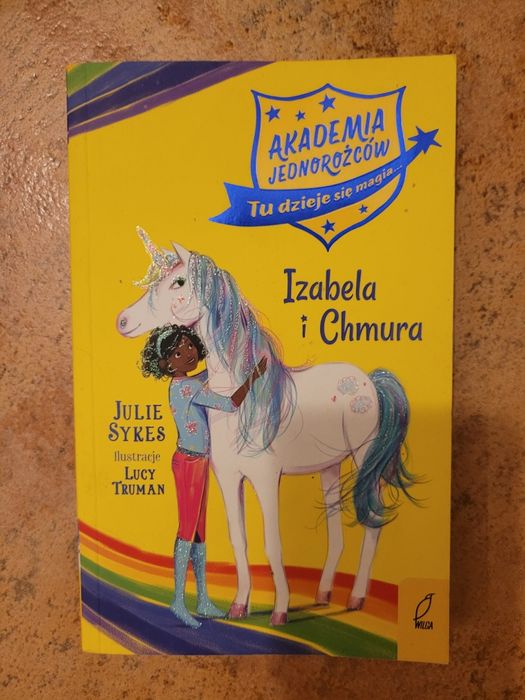 AKADEMIA
JEDNOROŻCÓW
Tu dzieje się magia...
Izabela
i Chmura
JULIE
SYKES
Ilustracje
LUCY
TRUMAN
WILGA